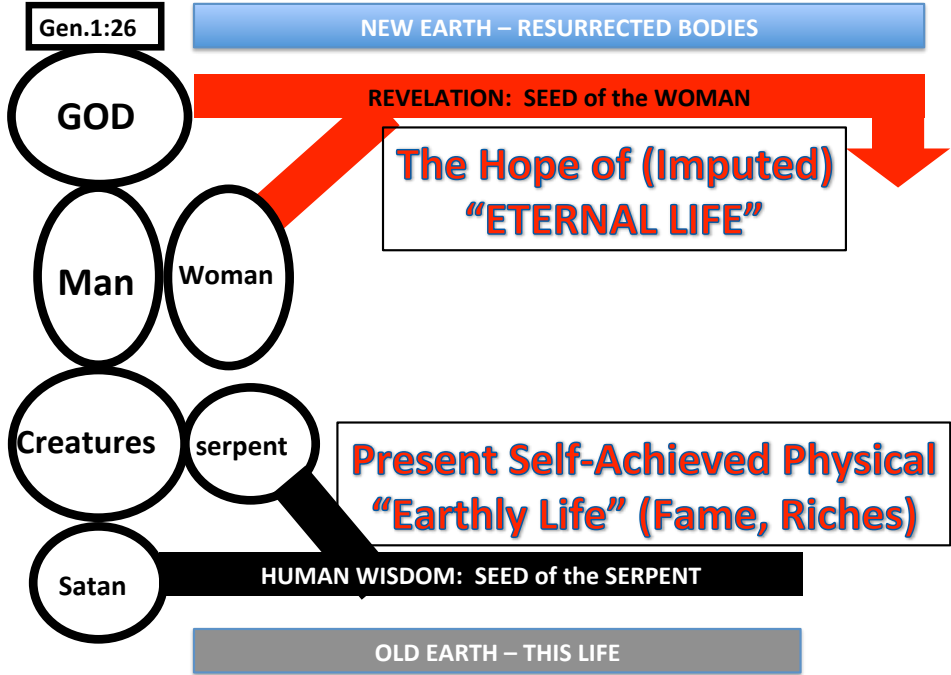 Gen.1:26
NEW EARTH – RESURRECTED BODIES
GOD
REVELATION:  SEED of the WOMAN
The Hope of (Imputed)
“ETERNAL LIFE”
Man
Woman
Creatures
serpent
Present Self-Achieved Physical
“Earthly Life” (Fame, Riches)
Satan
HUMAN WISDOM:  SEED of the SERPENT
OLD EARTH – THIS LIFE